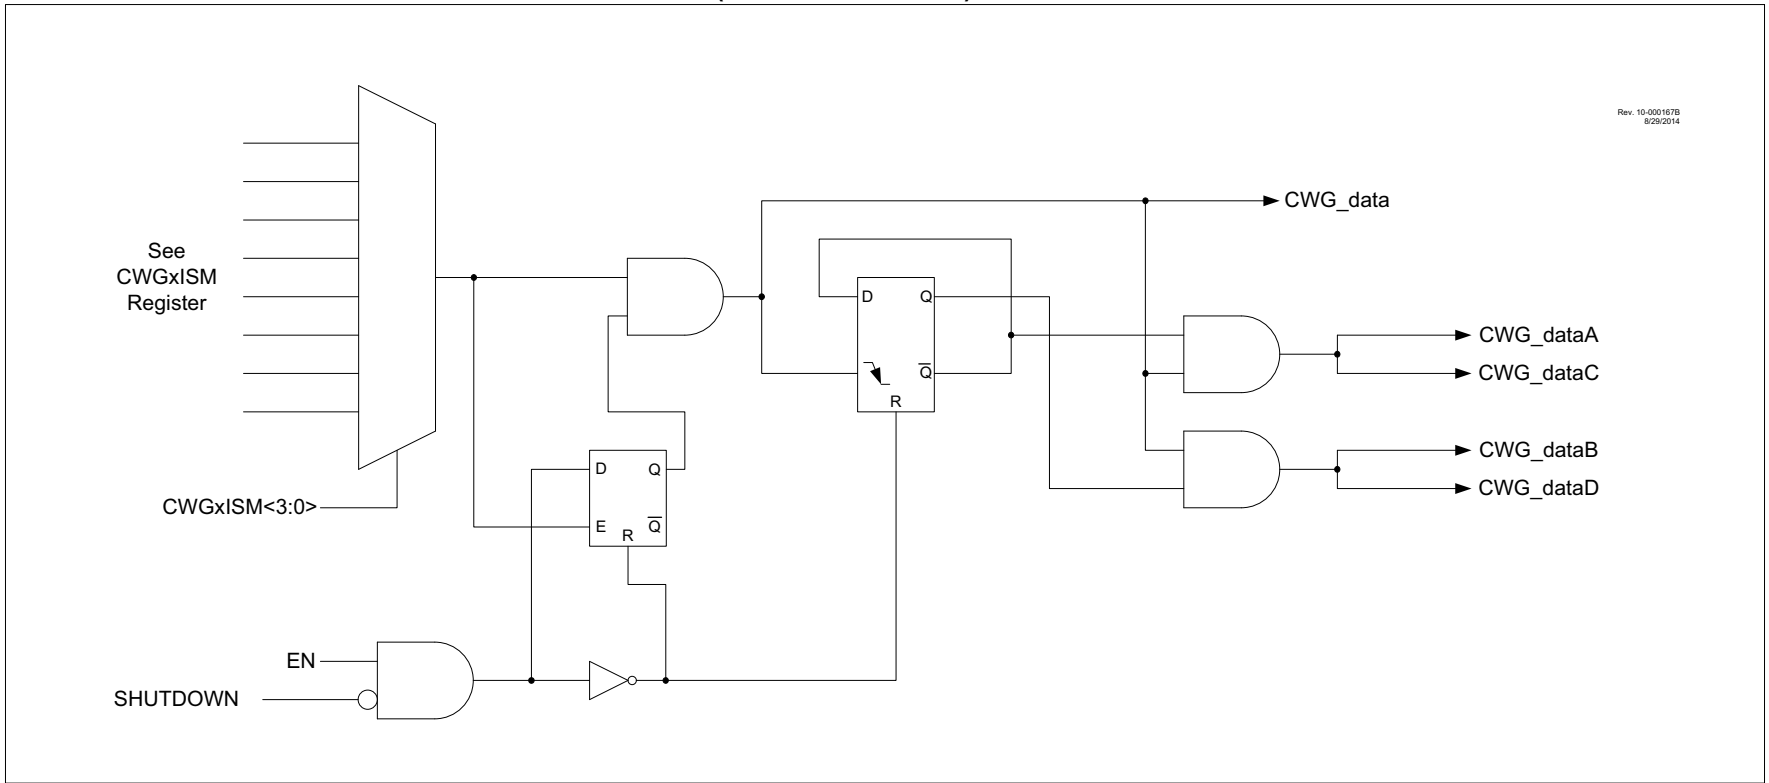 Rev. 10-000167B
8/29/2014
CWG_data
See
CWGxISM
Register
D
Q
Q
R
CWG_dataA
CWG_dataC
CWG_dataB
CWG_dataD
D
Q
E
Q
R
CWGxISM<3:0>
EN
SHUTDOWN